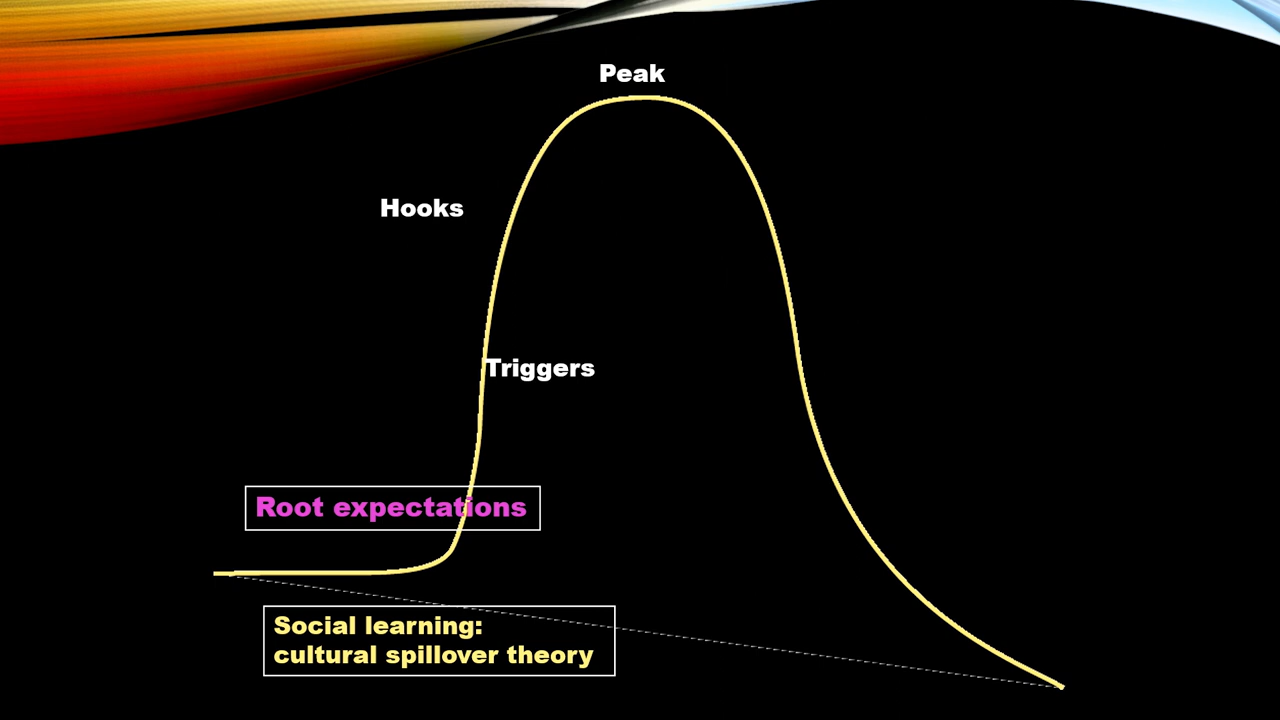 Peak
Hooks
Triggers
Root expectations
Social learning:
cultural spillover theory